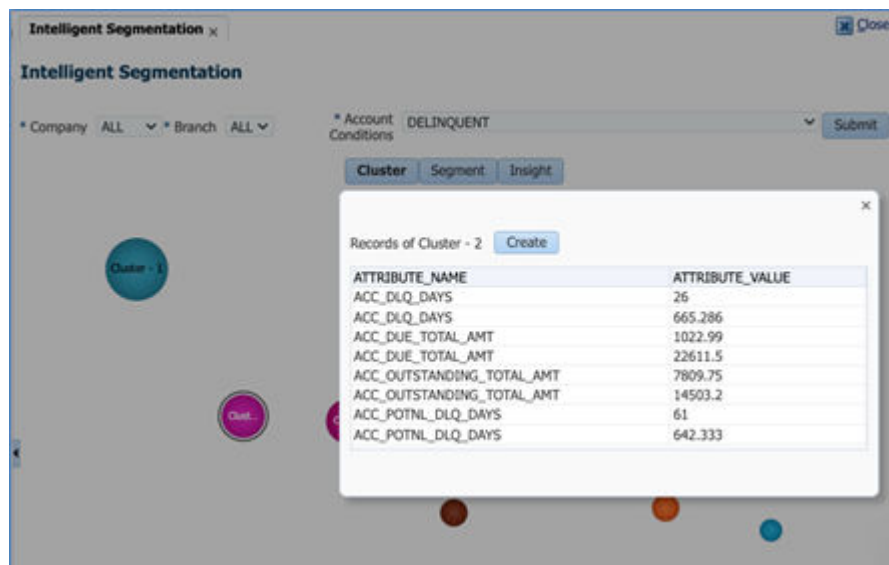 Intelligent Segmentation ×
Close
Intelligent Segmentation
* Company ALL * Branch ALL * Account Conditions DELINQUENT Submit
Cluster Segment Insight
×
Records of Cluster - 2 Create
ATTRIBUTE_NAME ATTRIBUTE_VALUE
ACC_DLQ_DAYS 26
ACC_DLQ_DAYS 665.286
ACC_DUE_TOTAL_AMT 1022.99
ACC_DUE_TOTAL_AMT 22611.5
ACC_OUTSTANDING_TOTAL_AMT 7809.75
ACC_OUTSTANDING_TOTAL_AMT 14503.2
ACC_POTNL_DLQ_DAYS 61
ACC_POTNL_DLQ_DAYS 642.333
Cluster - 1
Clust...